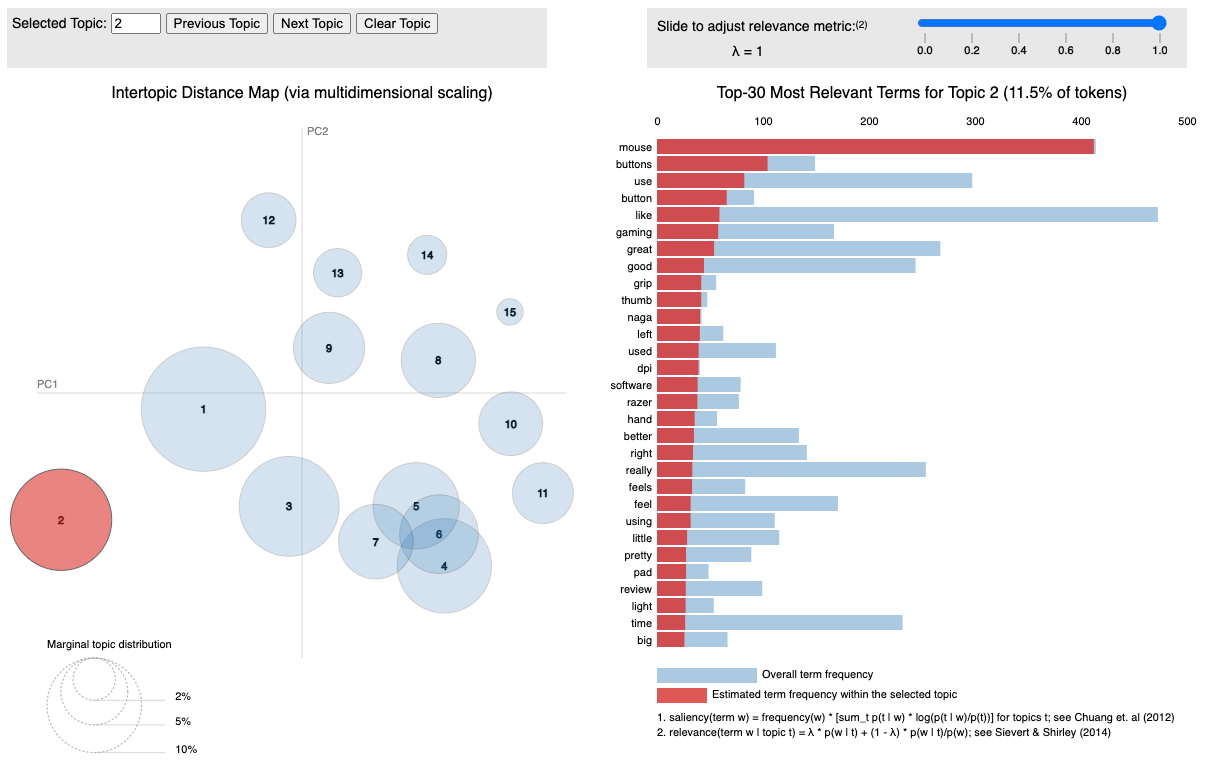 Selected Topic: 2 Previous Topic Next Topic Clear Topic
Slide to adjust relevance metric:(2)
λ = 1
0.0 0.2 0.4 0.6 0.8 1.0
Intertopic Distance Map (via multidimensional scaling)
PC2
PC1
12
13
14
15
9
8
1
10
11
2
3
5
6
7
4
Marginal topic distribution
2%
5%
10%
Top-30 Most Relevant Terms for Topic 2 (11.5% of tokens)
0 100 200 300 400 500
mouse
buttons
use
button
like
gaming
great
good
grip
thumb
naga
left
used
dpi
software
razer
hand
better
right
really
feels
feel
using
little
pretty
pad
review
light
time
big
Overall term frequency
Estimated term frequency within the selected topic
1. saliency(term w) = frequency(w) * [sum_t p(t | w) * log(p(t | w)/p(t))] for topics t; see Chuang et. al (2012)
2. relevance(term w | topic t) = λ * p(w | t) + (1 - λ) * p(w | t)/p(w); see Sievert & Shirley (2014)